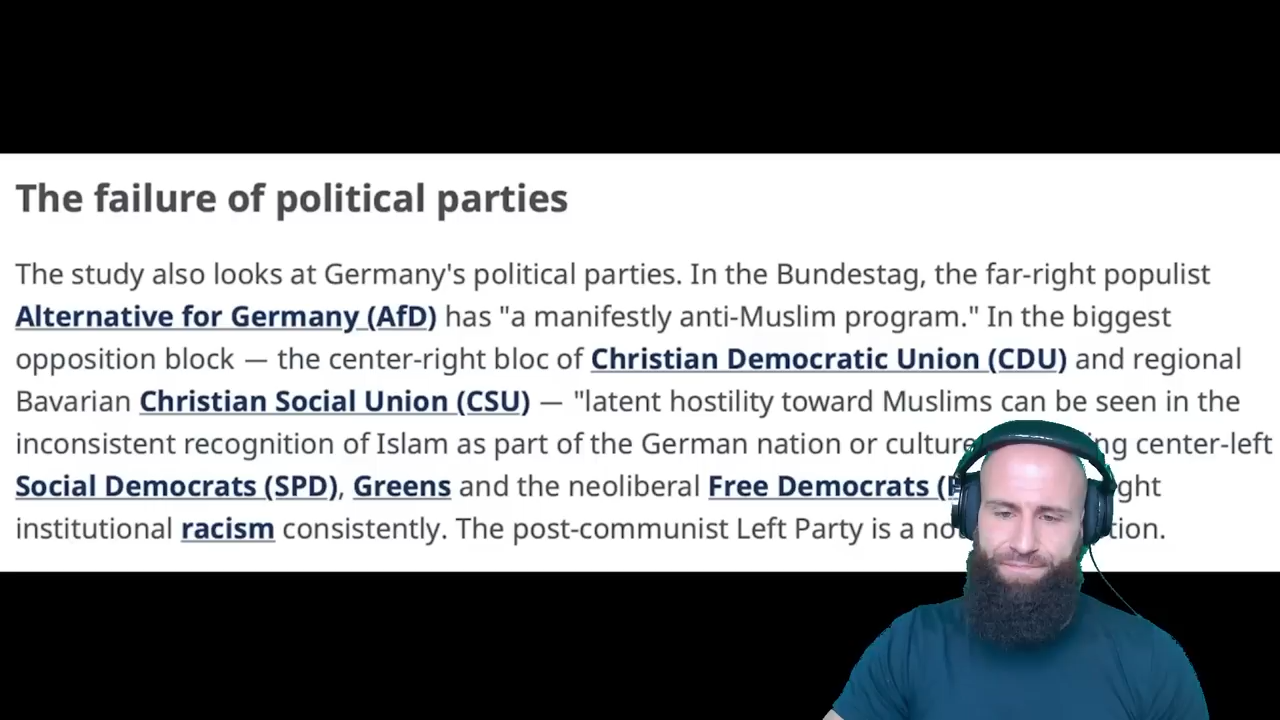 The failure of political parties
The study also looks at Germany's political parties. In the Bundestag, the far-right populist
Alternative for Germany (AfD) has "a manifestly anti-Muslim program." In the biggest
opposition block — the center-right bloc of Christian Democratic Union (CDU) and regional
Bavarian Christian Social Union (CSU) — "latent hostility toward Muslims can be seen in the
inconsistent recognition of Islam as part of the German nation or center-left
Social Democrats (SPD), Greens and the neoliberal Free Democrats
institutional racism consistently. The post-communist Left Party is a